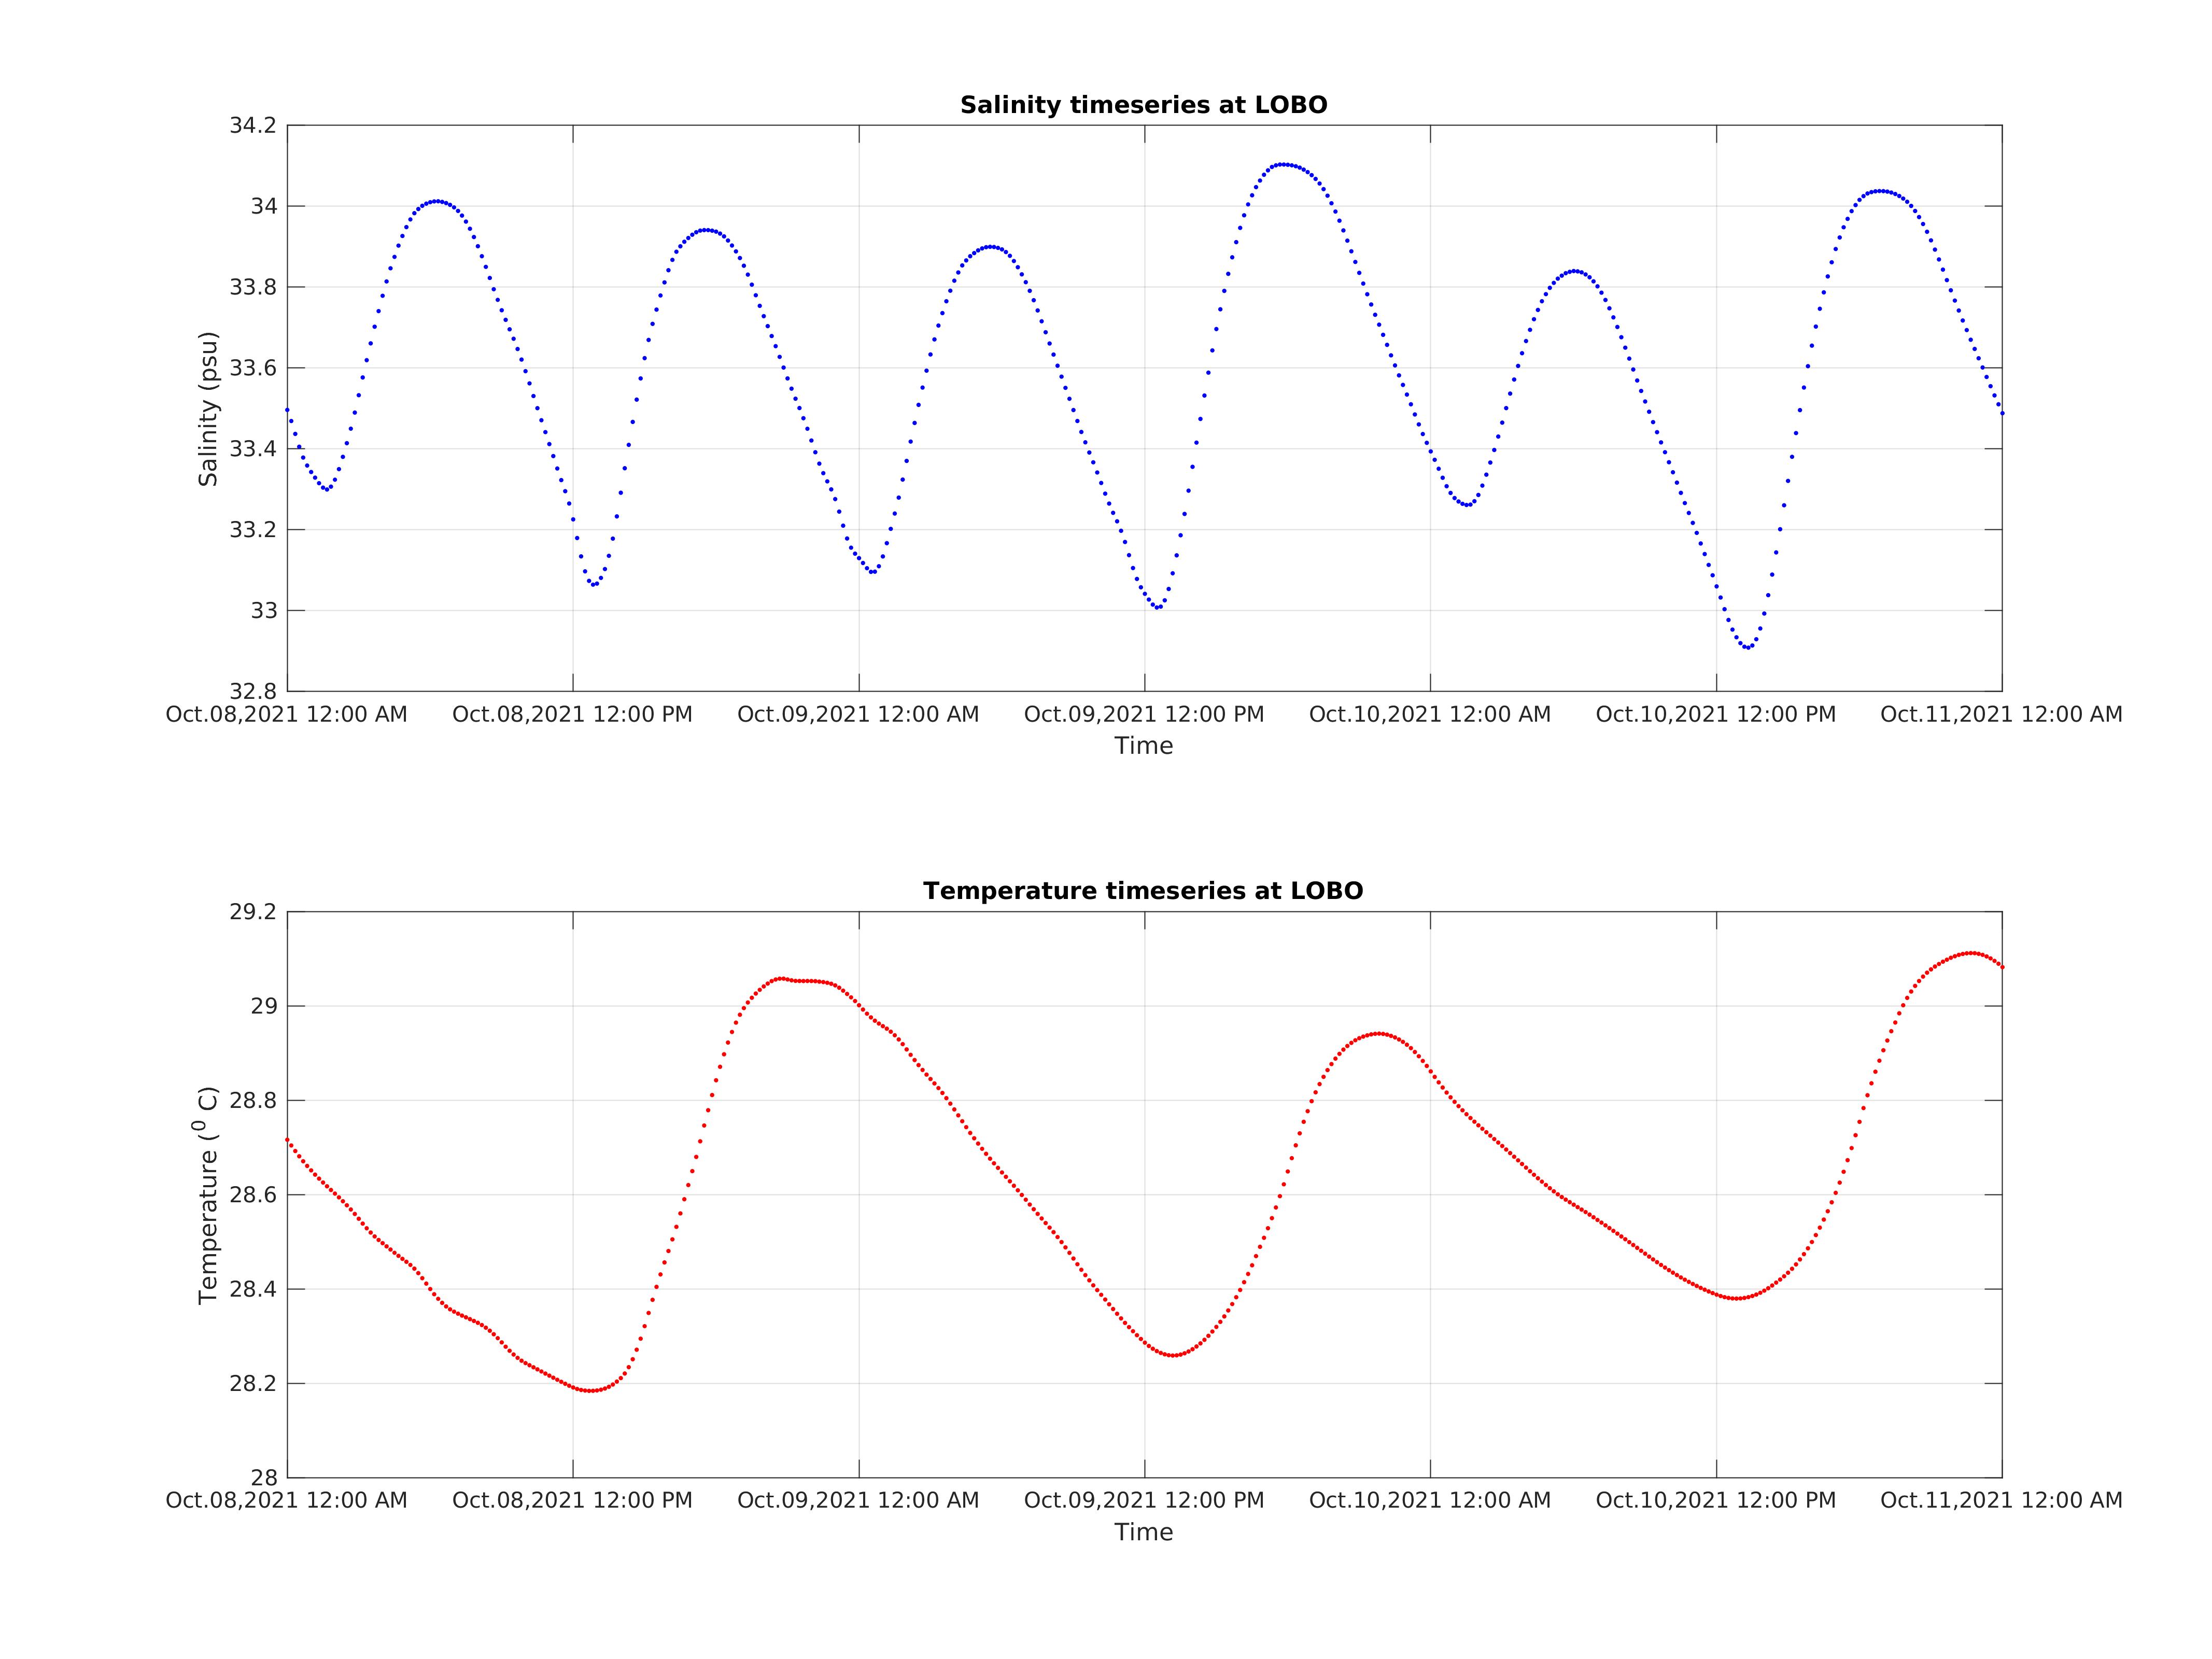 Salinity timeseries at LOBO
34.2
34
33.8
33.6
33.4
33.2
33
32.8
Salinity (psu)
Oct.08,2021 12:00 AM Oct.08,2021 12:00 PM Oct.09,2021 12:00 AM Oct.09,2021 12:00 PM Oct.10,2021 12:00 AM Oct.10,2021 12:00 PM Oct.11,2021 12:00 AM
Time
Temperature timeseries at LOBO
29.2
29
28.8
28.6
28.4
28.2
28
Temperature (⁰ C)
Oct.08,2021 12:00 AM Oct.08,2021 12:00 PM Oct.09,2021 12:00 AM Oct.09,2021 12:00 PM Oct.10,2021 12:00 AM Oct.10,2021 12:00 PM Oct.11,2021 12:00 AM
Time